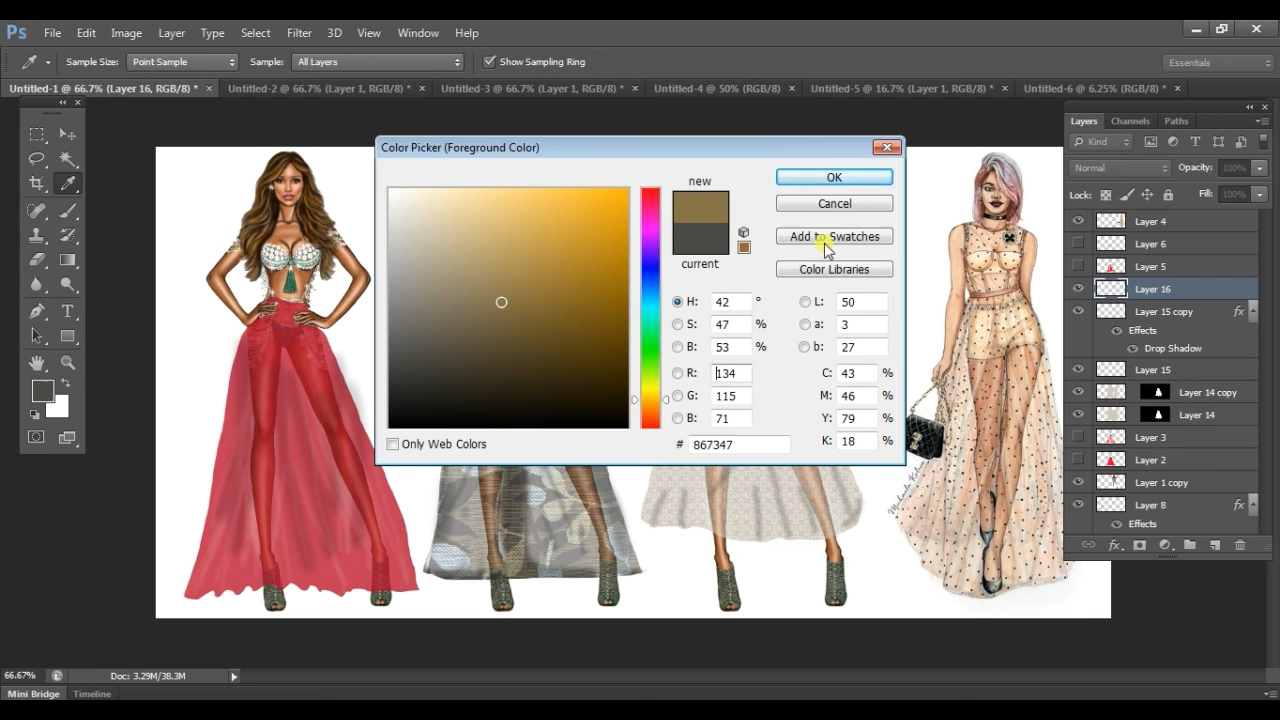 Ps File Edit Image Layer Type Select Filter 3D View Window Help
Sample Size: Point Sample Sample: All Layers Show Sampling Ring Essentials
Untitled-1 @ 66.7% (Layer 16, RGB/8) * × Untitled-2 @ 66.7% (Layer 1, RGB/8) * × Untitled-3 @ 66.7% (Layer 1, RGB/8) * × Untitled-4 @ 50% (RGB/8) × Untitled-5 @ 16.7% (Layer 1, RGB/8) * × Untitled-6 @ 6.25% (RGB/8) * ×
Color Picker (Foreground Color)
new
current
OK
Cancel
Add to Swatches
Color Libraries
H: 42 ° L: 50
S: 47 % a: 3
B: 53 % b: 27
R: 134 C: 43 %
G: 115 M: 46 %
B: 71 Y: 79 %
# 867347 K: 18 %
Only Web Colors
Layers Channels Paths
Kind
Normal Opacity: 100%
Lock: Fill: 100%
Layer 4
Layer 6
Layer 5
Layer 16
Layer 15 copy fx
Effects
Drop Shadow
Layer 15
Layer 14 copy
Layer 14
Layer 3
Layer 2
Layer 1 copy
Layer 8 fx
Effects
fx
66.67% Doc: 3.29M/38.3M
Mini Bridge Timeline